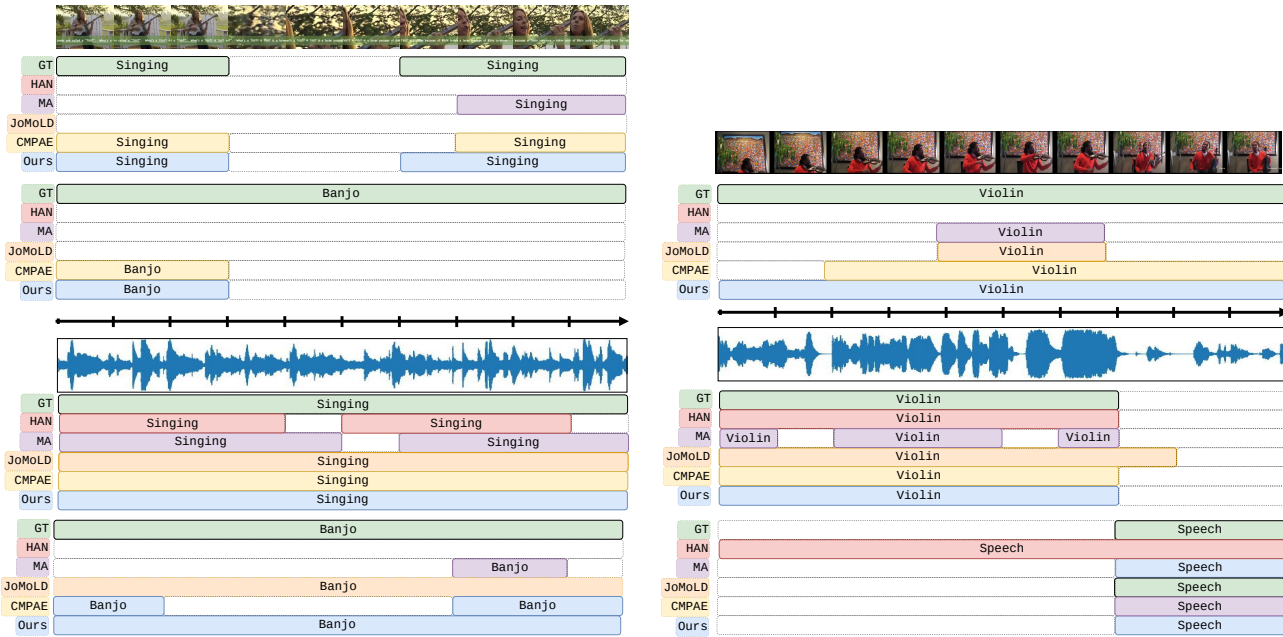 GT Singing Singing
HAN
MA Singing
JoMoLD
CMPAE Singing Singing
Ours Singing Singing
GT Banjo
HAN
MA
JoMoLD
CMPAE Banjo
Ours Banjo
GT Singing
HAN Singing Singing
MA Singing Singing
JoMoLD Singing
CMPAE Singing
Ours Singing
GT Banjo
HAN
MA Banjo
JoMoLD Banjo
CMPAE Banjo Banjo
Ours Banjo
GT Violin
HAN
MA Violin
JoMoLD Violin
CMPAE Violin
Ours Violin
GT Violin
HAN Violin
MA Violin Violin Violin
JoMoLD Violin
CMPAE Violin
Ours Violin
GT Speech
HAN Speech
MA Speech
JoMoLD Speech
CMPAE Speech
Ours Speech